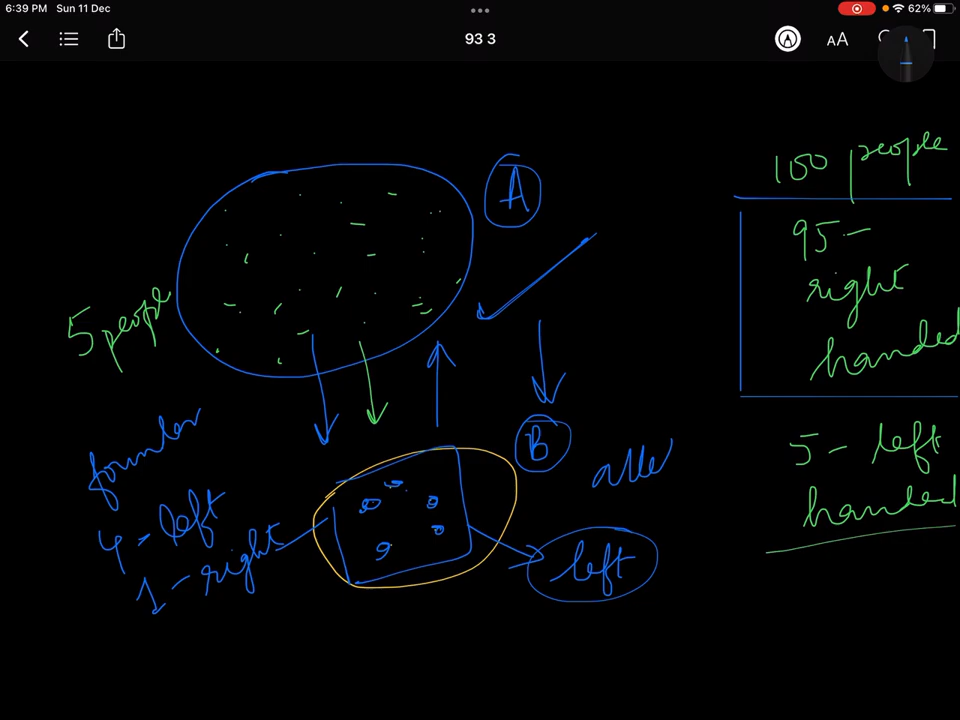 6:39 PM Sun 11 Dec
62%
93 3
AA
100 people
A
95 -
right
handed
5 people
5 - left
handed
B
founder
4 - left
1 - right
left